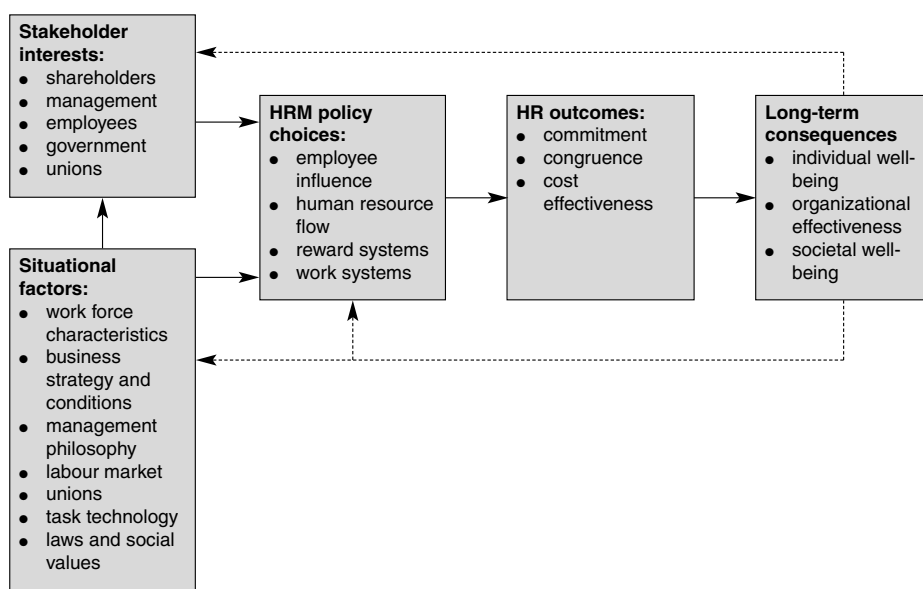 Stakeholder
interests:
● shareholders
● management
● employees
● government
● unions
HRM policy
choices:
● employee
influence
● human resource
flow
● reward systems
● work systems
HR outcomes:
● commitment
● congruence
● cost
effectiveness
Long-term
consequences
● individual well-
being
● organizational
effectiveness
● societal well-
being
Situational
factors:
● work force
characteristics
● business
strategy and
conditions
● management
philosophy
● labour market
● unions
● task technology
● laws and social
values